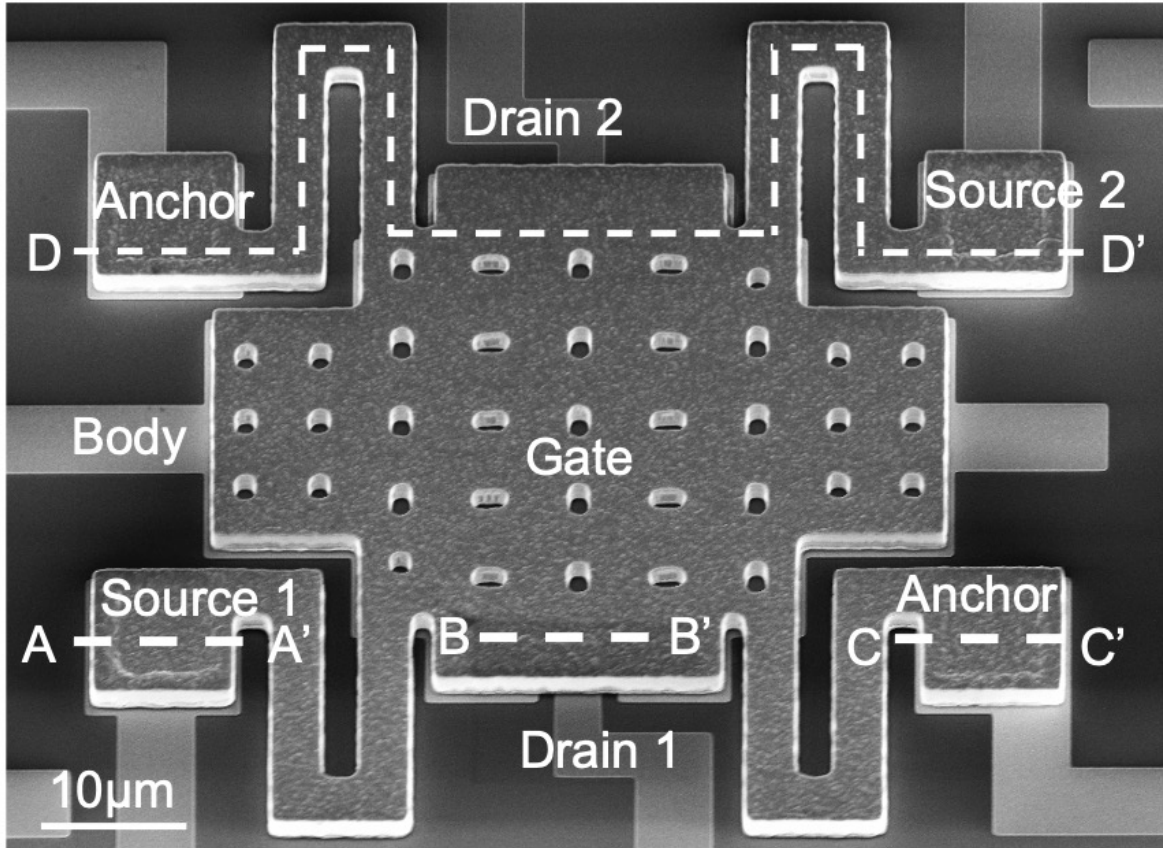 Drain 2
Anchor
Source 2
D
D’
Body
Gate
Source 1
Anchor
A
A’
B
B’
C
C’
Drain 1
10µm